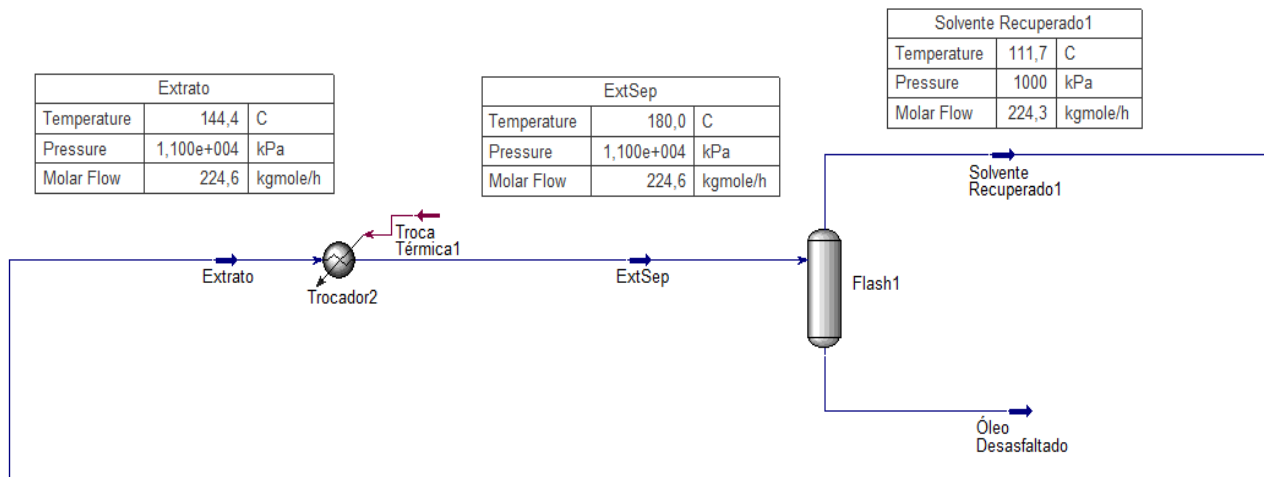 Solvente Recuperado1
Temperature 111,7 C
Pressure 1000 kPa
Molar Flow 224,3 kgmole/h
Extrato
Temperature 144,4 C
Pressure 1,100e+004 kPa
Molar Flow 224,6 kgmole/h
ExtSep
Temperature 180,0 C
Pressure 1,100e+004 kPa
Molar Flow 224,6 kgmole/h
Solvente
Recuperado1
Troca
Térmica1
Extrato
Trocador2
ExtSep
Flash1
Óleo
Desasfaltado